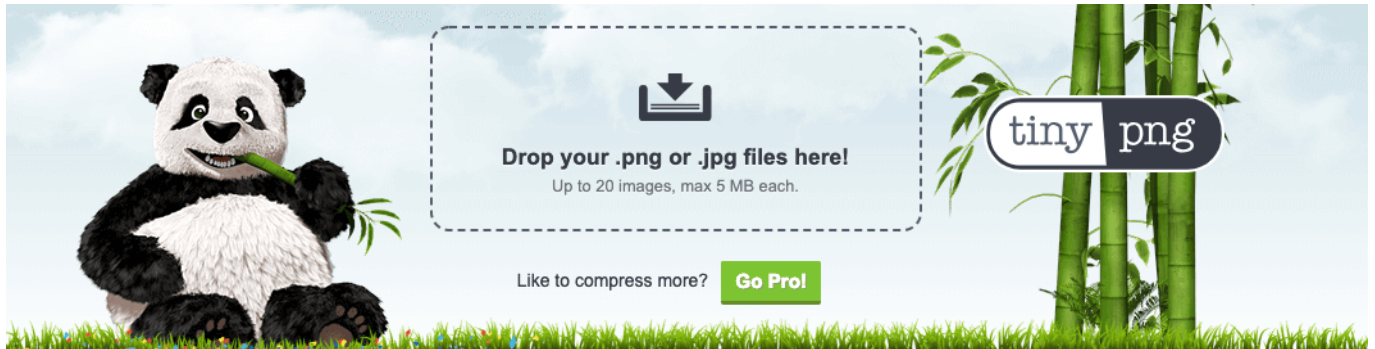 Drop your .png or .jpg files here!
Up to 20 images, max 5 MB each.
Like to compress more? Go Pro!
tiny png